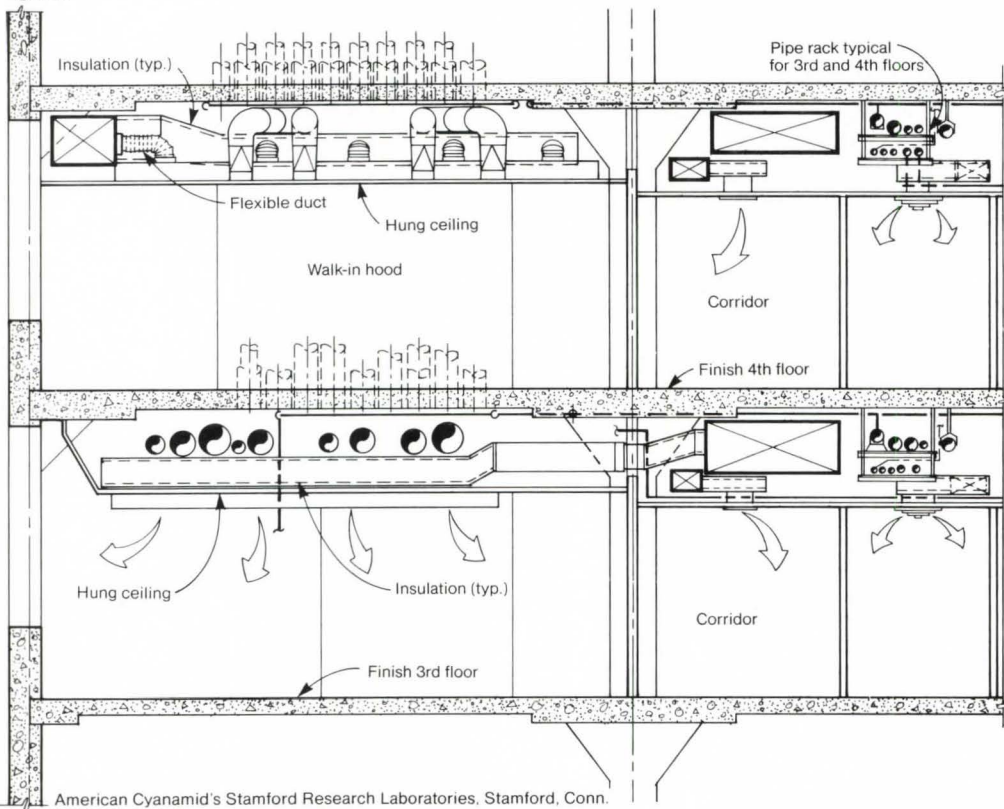 Insulation (typ.)
Pipe rack typical
for 3rd and 4th floors
Flexible duct
Hung ceiling
Walk-in hood
Corridor
Finish 4th floor
Hung ceiling
Insulation (typ.)
Corridor
Finish 3rd floor
American Cyanamid's Stamford Research Laboratories, Stamford, Conn.